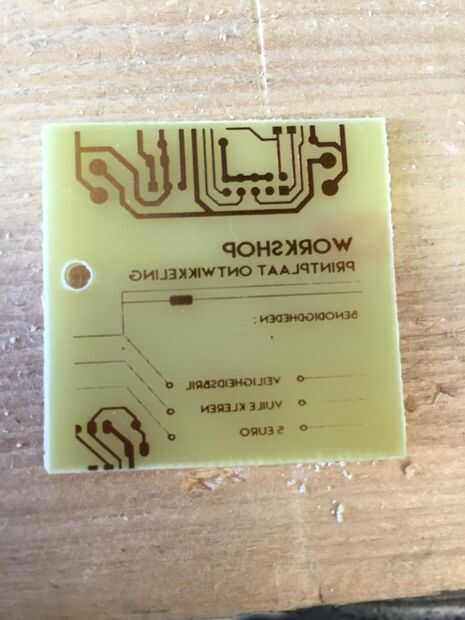 WORKSHOP
PRINTPLAAT ONTWIKKELING
BENODIGDHEDEN :
VEILIGHEIDSBRIL
VUILE KLEREN
5 EURO